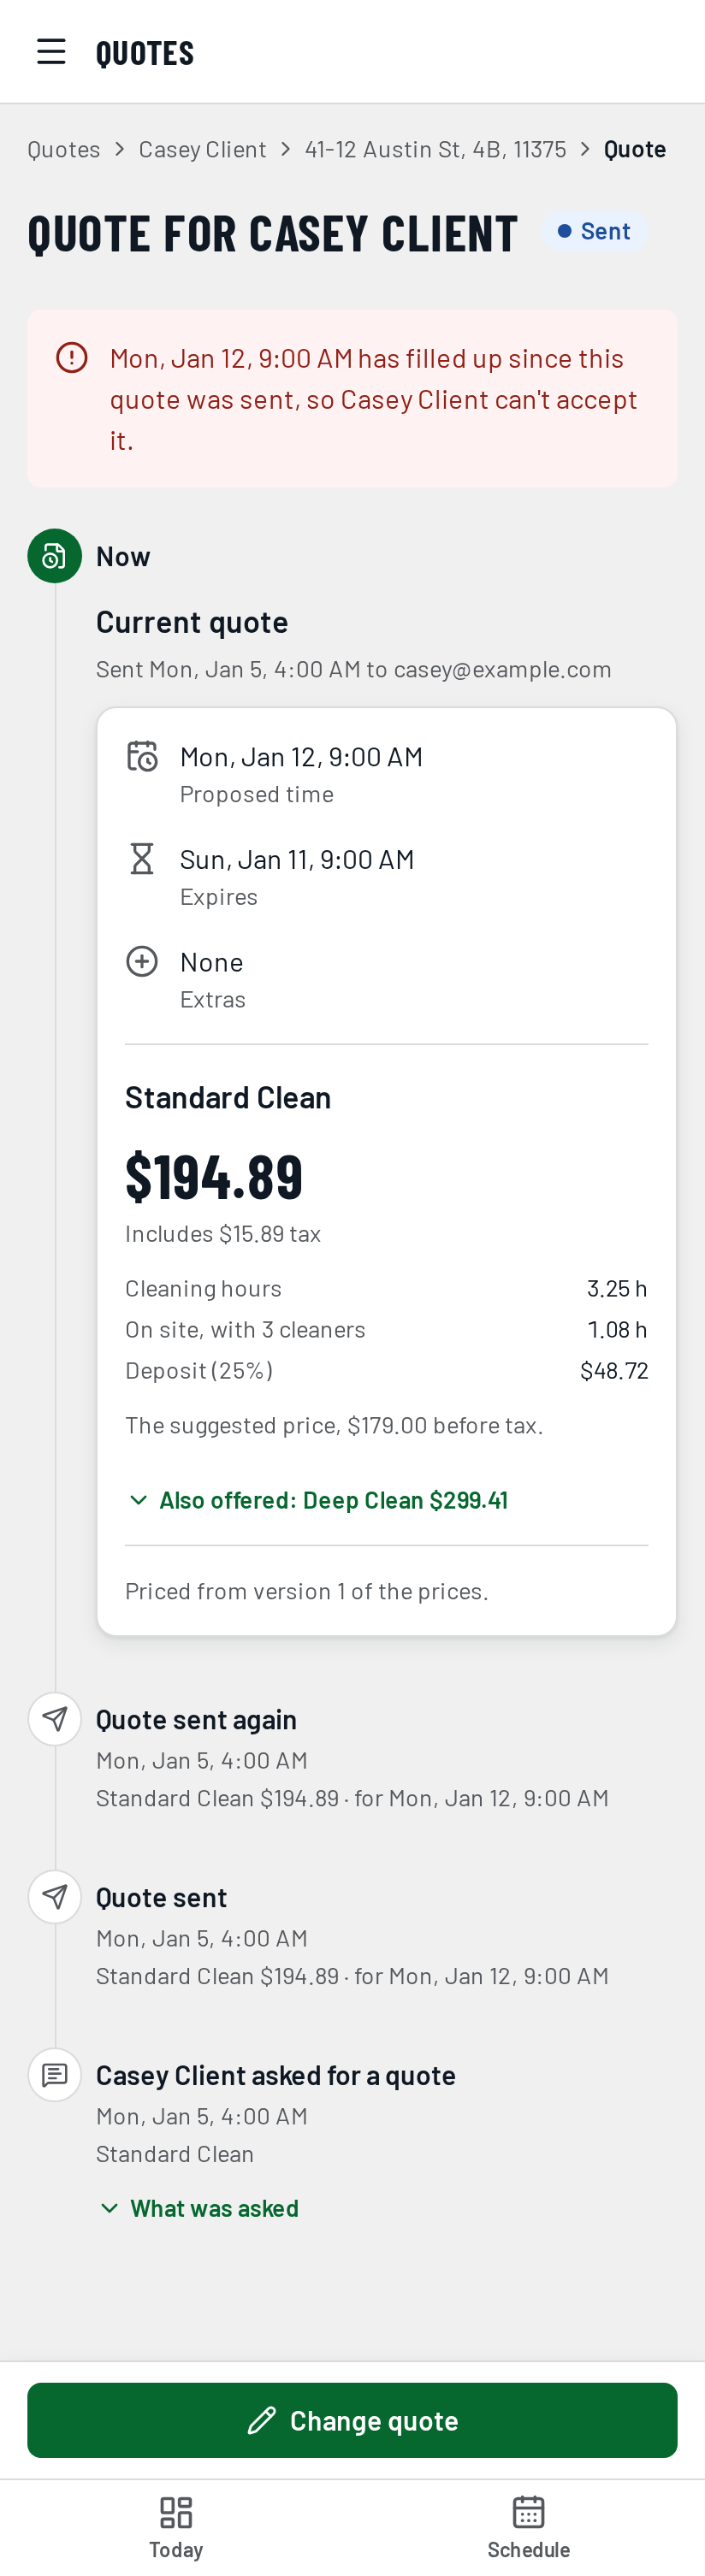 QUOTES
Quotes > Casey Client > 41-12 Austin St, 4B, 11375 > Quote
QUOTE FOR CASEY CLIENT
Sent
Mon, Jan 12, 9:00 AM has filled up since this
quote was sent, so Casey Client can't accept
it.
Now
Current quote
Sent Mon, Jan 5, 4:00 AM to casey@example.com
Mon, Jan 12, 9:00 AM
Proposed time
Sun, Jan 11, 9:00 AM
Expires
None
Extras
Standard Clean
$194.89
Includes $15.89 tax
Cleaning hours 3.25 h
On site, with 3 cleaners 1.08 h
Deposit (25%) $48.72
The suggested price, $179.00 before tax.
Also offered: Deep Clean $299.41
Priced from version 1 of the prices.
Quote sent again
Mon, Jan 5, 4:00 AM
Standard Clean $194.89 · for Mon, Jan 12, 9:00 AM
Quote sent
Mon, Jan 5, 4:00 AM
Standard Clean $194.89 · for Mon, Jan 12, 9:00 AM
Casey Client asked for a quote
Mon, Jan 5, 4:00 AM
Standard Clean
What was asked
Change quote
Today
Schedule